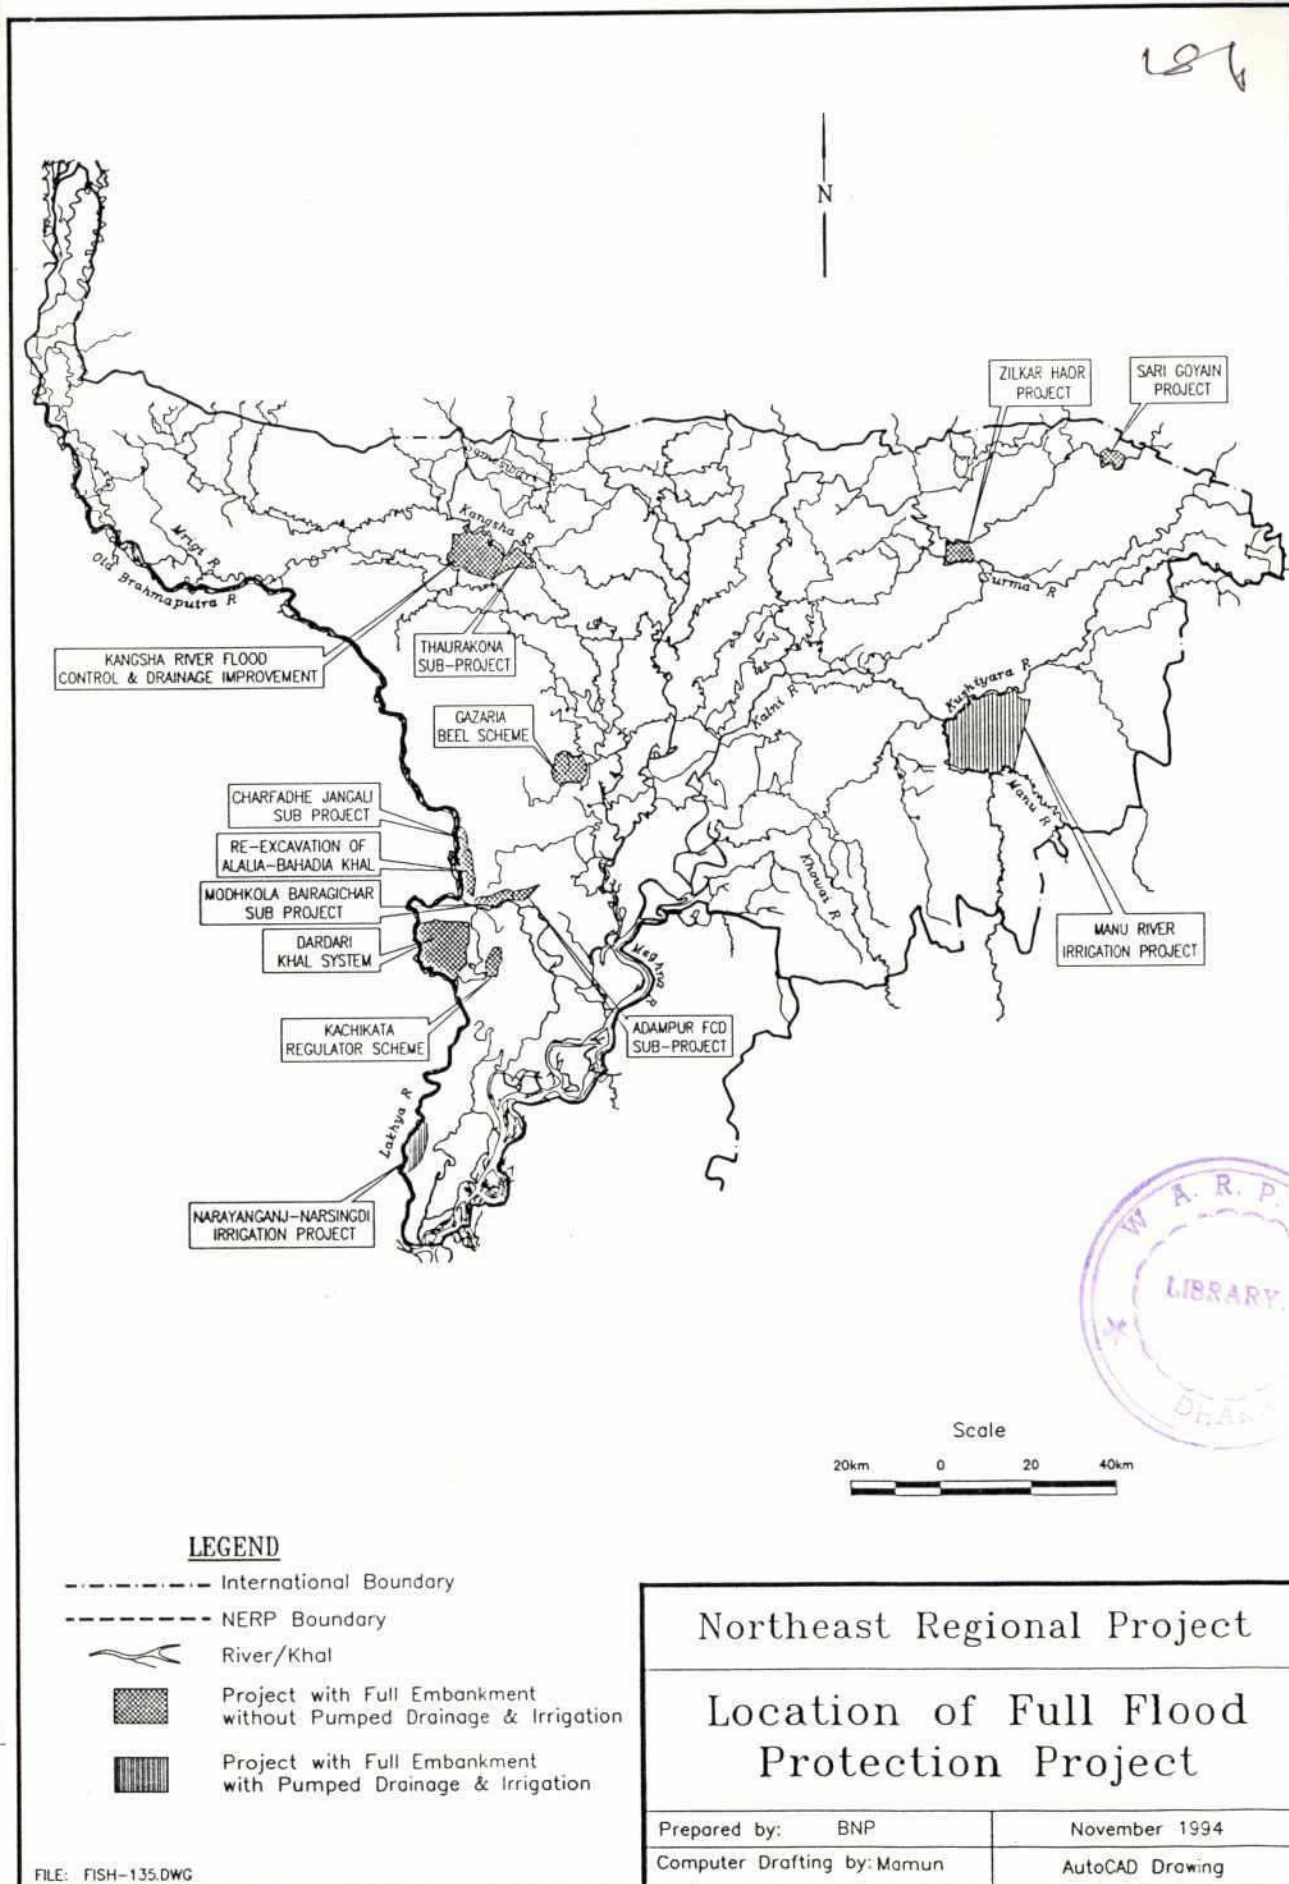 N
ZILKAR HAOR
PROJECT
SARI GOYAIN
PROJECT
Someswari
Kangsha R
Mrigi R
Old Brahmaputra R
Surma R
THAURAKONA
SUB-PROJECT
KANGSHA RIVER FLOOD
CONTROL & DRAINAGE IMPROVEMENT
Kushiyara R
Kalni R
GAZARIA
BEEL SCHEME
CHARFADHE JANGALI
SUB PROJECT
RE-EXCAVATION OF
ALALIA-BAHADIA KHAL
MODHKOLA BAIRAGICHAR
SUB PROJECT
DARDARI
KHAL SYSTEM
Manu R
Khowai R
MANU RIVER
IRRIGATION PROJECT
Meghna R
KACHIKATA
REGULATOR SCHEME
ADAMPUR FCD
SUB-PROJECT
Lakhya R
NARAYANGANJ-NARSINGDI
IRRIGATION PROJECT
W A. R. P.
LIBRARY.
Scale
20km 0 20 40km
LEGEND
International Boundary
NERP Boundary
River/Khal
Project with Full Embankment
without Pumped Drainage & Irrigation
Project with Full Embankment
with Pumped Drainage & Irrigation
Northeast Regional Project
Location of Full Flood
Protection Project
Prepared by: BNP
November 1994
Computer Drafting by: Mamun
AutoCAD Drawing
FILE: FISH-135.DWG